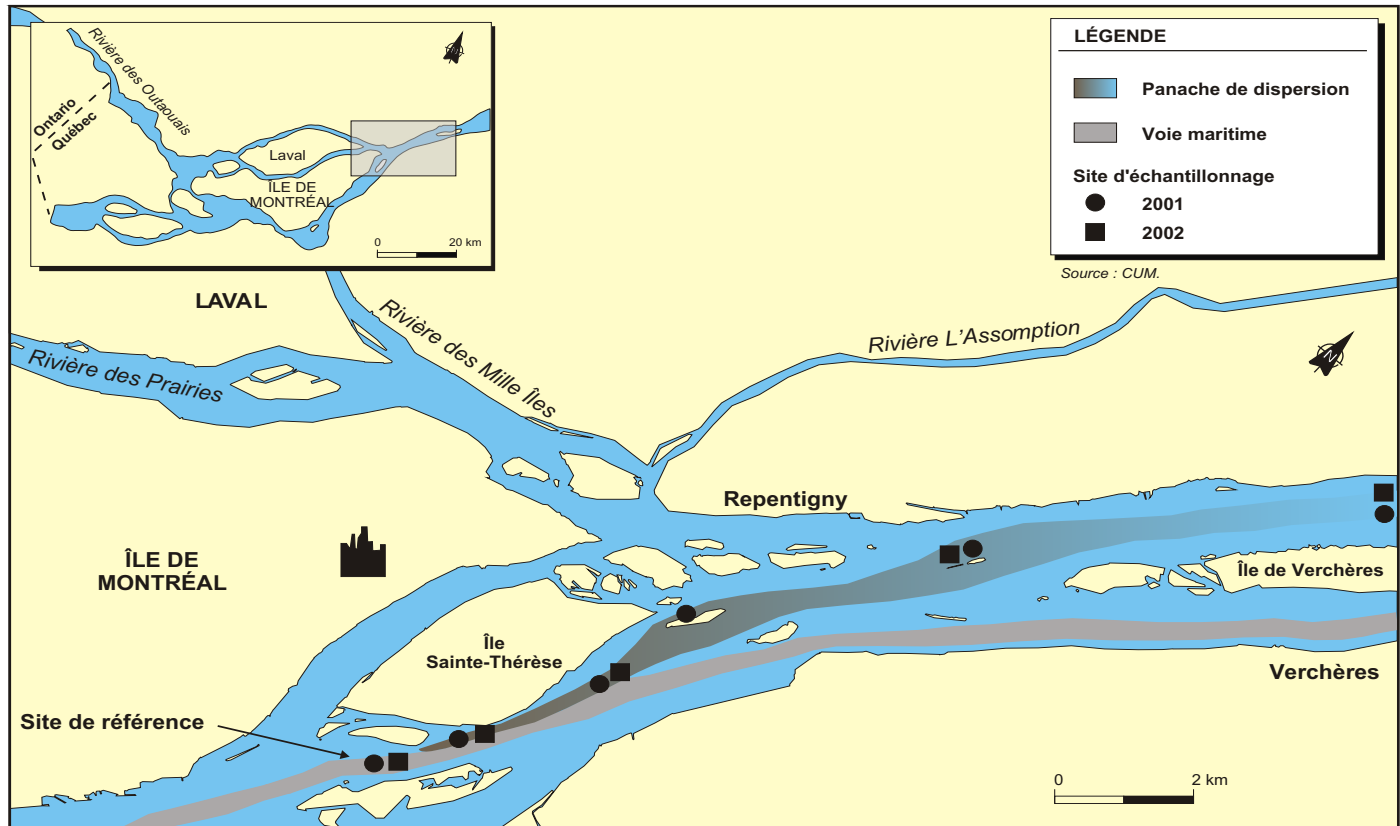 Rivière des Outaouais
Ontario
Québec
Laval
ÎLE DE
MONTRÉAL
0 20 km
LÉGENDE
Panache de dispersion
Voie maritime
Site d'échantillonnage
2001
2002
Source : CUM.
LAVAL
Rivière des Prairies
Rivière des Mille Îles
Rivière L'Assomption
N
Repentigny
ÎLE DE
MONTRÉAL
Île de Verchères
Île
Sainte-Thérèse
Verchères
Site de référence
0 2 km